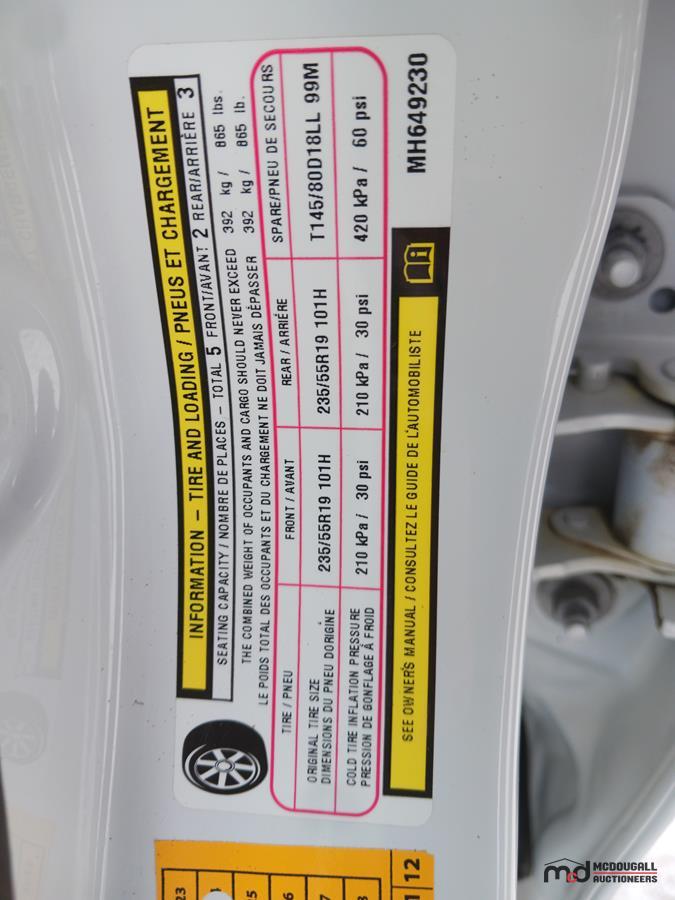 INFORMATION – TIRE AND LOADING / PNEUS ET CHARGEMENT
SEATING CAPACITY / NOMBRE DE PLACES – TOTAL 5 FRONT/AVANT 2 REAR/ARRIÈRE 3
THE COMBINED WEIGHT OF OCCUPANTS AND CARGO SHOULD NEVER EXCEED 392 kg / 865 lbs.
LE POIDS TOTAL DES OCCUPANTS ET DU CHARGEMENT NE DOIT JAMAIS DÉPASSER 392 kg / 865 lb.
TIRE / PNEU FRONT / AVANT REAR / ARRIÉRE SPARE/PNEU DE SECOURS
ORIGINAL TIRE SIZE
DIMENSIONS DU PNEU DORIGINE 235/55R19 101H 235/55R19 101H T145/80D18LL 99M
COLD TIRE INFLATION PRESSURE
PRESSION DE GONFLAGE À FROID 210 kPa / 30 psi 210 kPa / 30 psi 420 kPa / 60 psi
SEE OWNER'S MANUAL / CONSULTEZ LE GUIDE DE L'AUTOMOBILISTE
MH649230
12
md MCDOUGALL
AUCTIONEERS